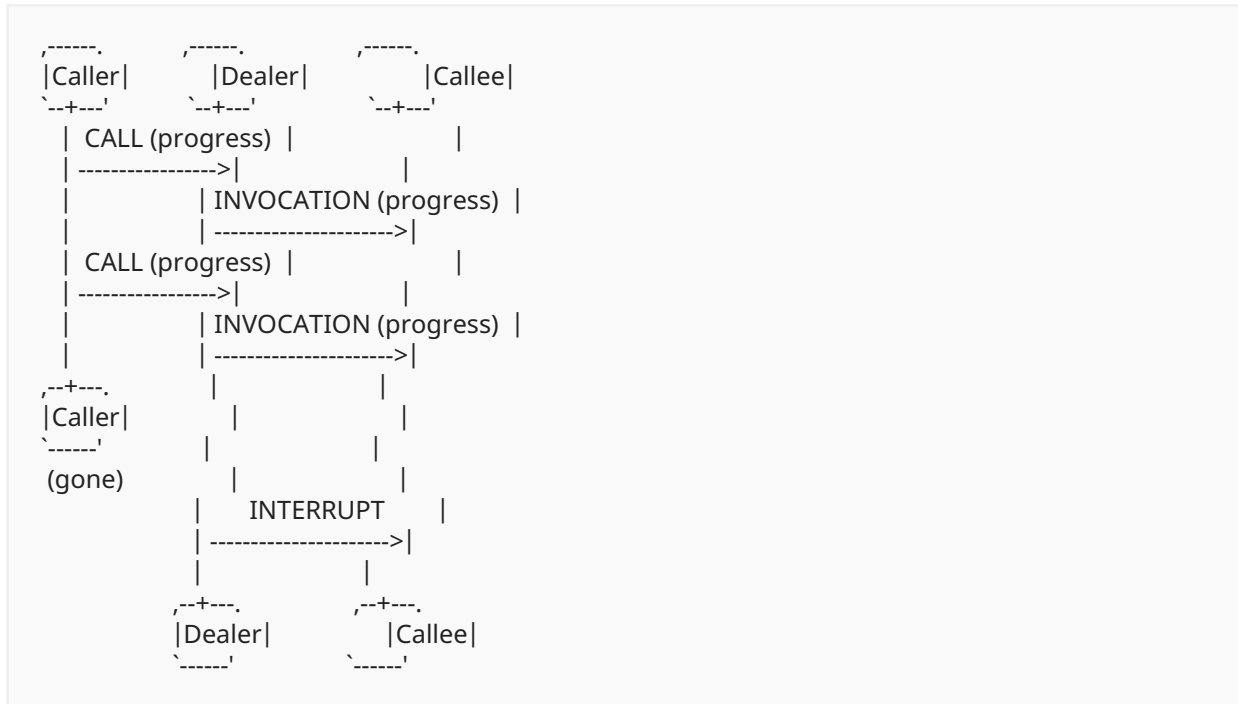 ,------.          ,------.                ,------.
|Caller|          |Dealer|                |Callee|
`--+---'          `--+---'                `--+---'
   |  CALL (progress)  |                       |
   | ----------------->|                       |
   |                   | INVOCATION (progress)  |
   |                   | ---------------------->|
   |  CALL (progress)  |                       |
   | ----------------->|                       |
   |                   | INVOCATION (progress)  |
   |                   | ---------------------->|
,--+---.               |                       |
|Caller|               |                       |
`------'               |                       |
 (gone)                |                       |
                       |       INTERRUPT        |
                       | ---------------------->|
                       |                       |
                    ,--+---.                ,--+---.
                    |Dealer|                |Callee|
                    `------'                `------'